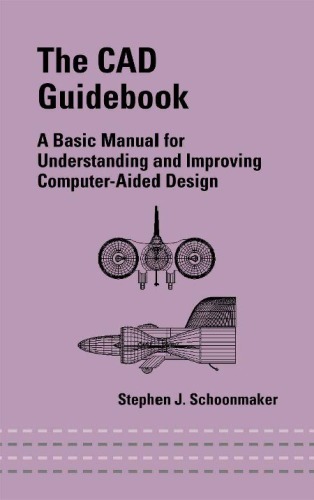 The CAD
Guidebook
A Basic Manual for
Understanding and Improving
Computer-Aided Design
Stephen J. Schoonmaker